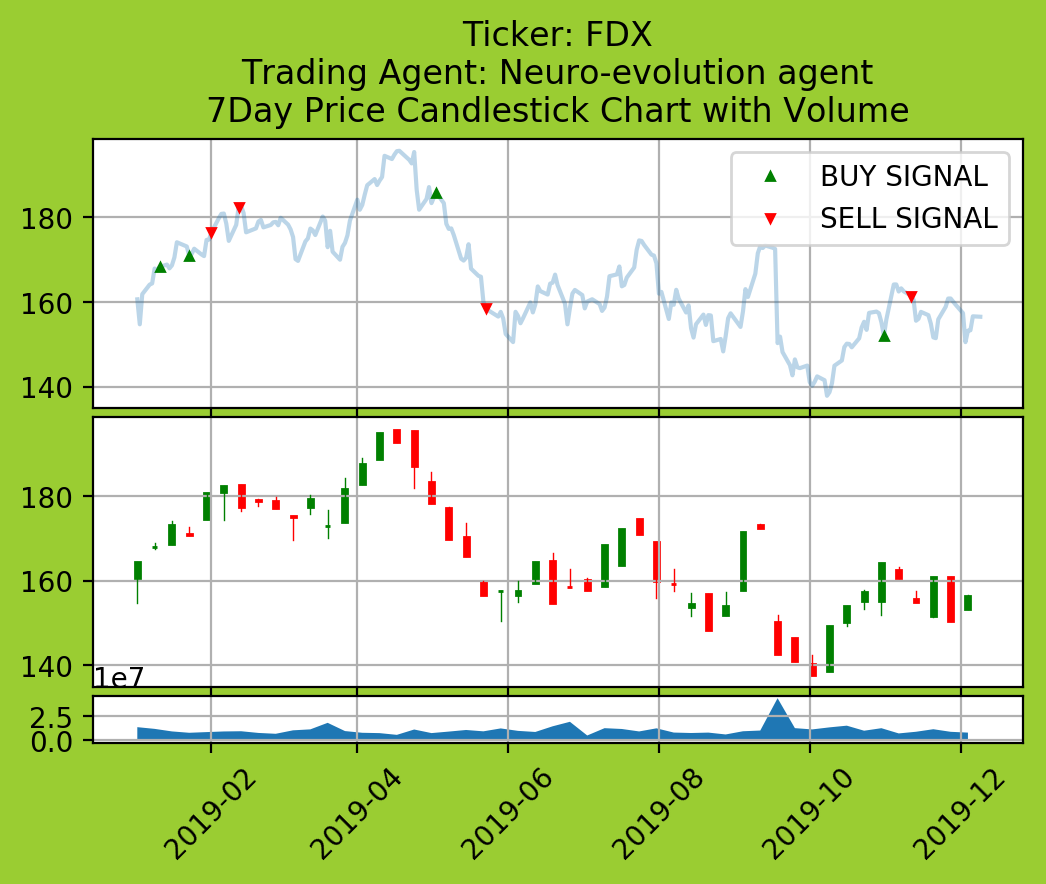 Ticker: FDX
Trading Agent: Neuro-evolution agent
7Day Price Candlestick Chart with Volume
BUY SIGNAL
SELL SIGNAL
180
160
140
180
160
140
1e7
2.5
0.0
2019-02
2019-04
2019-06
2019-08
2019-10
2019-12